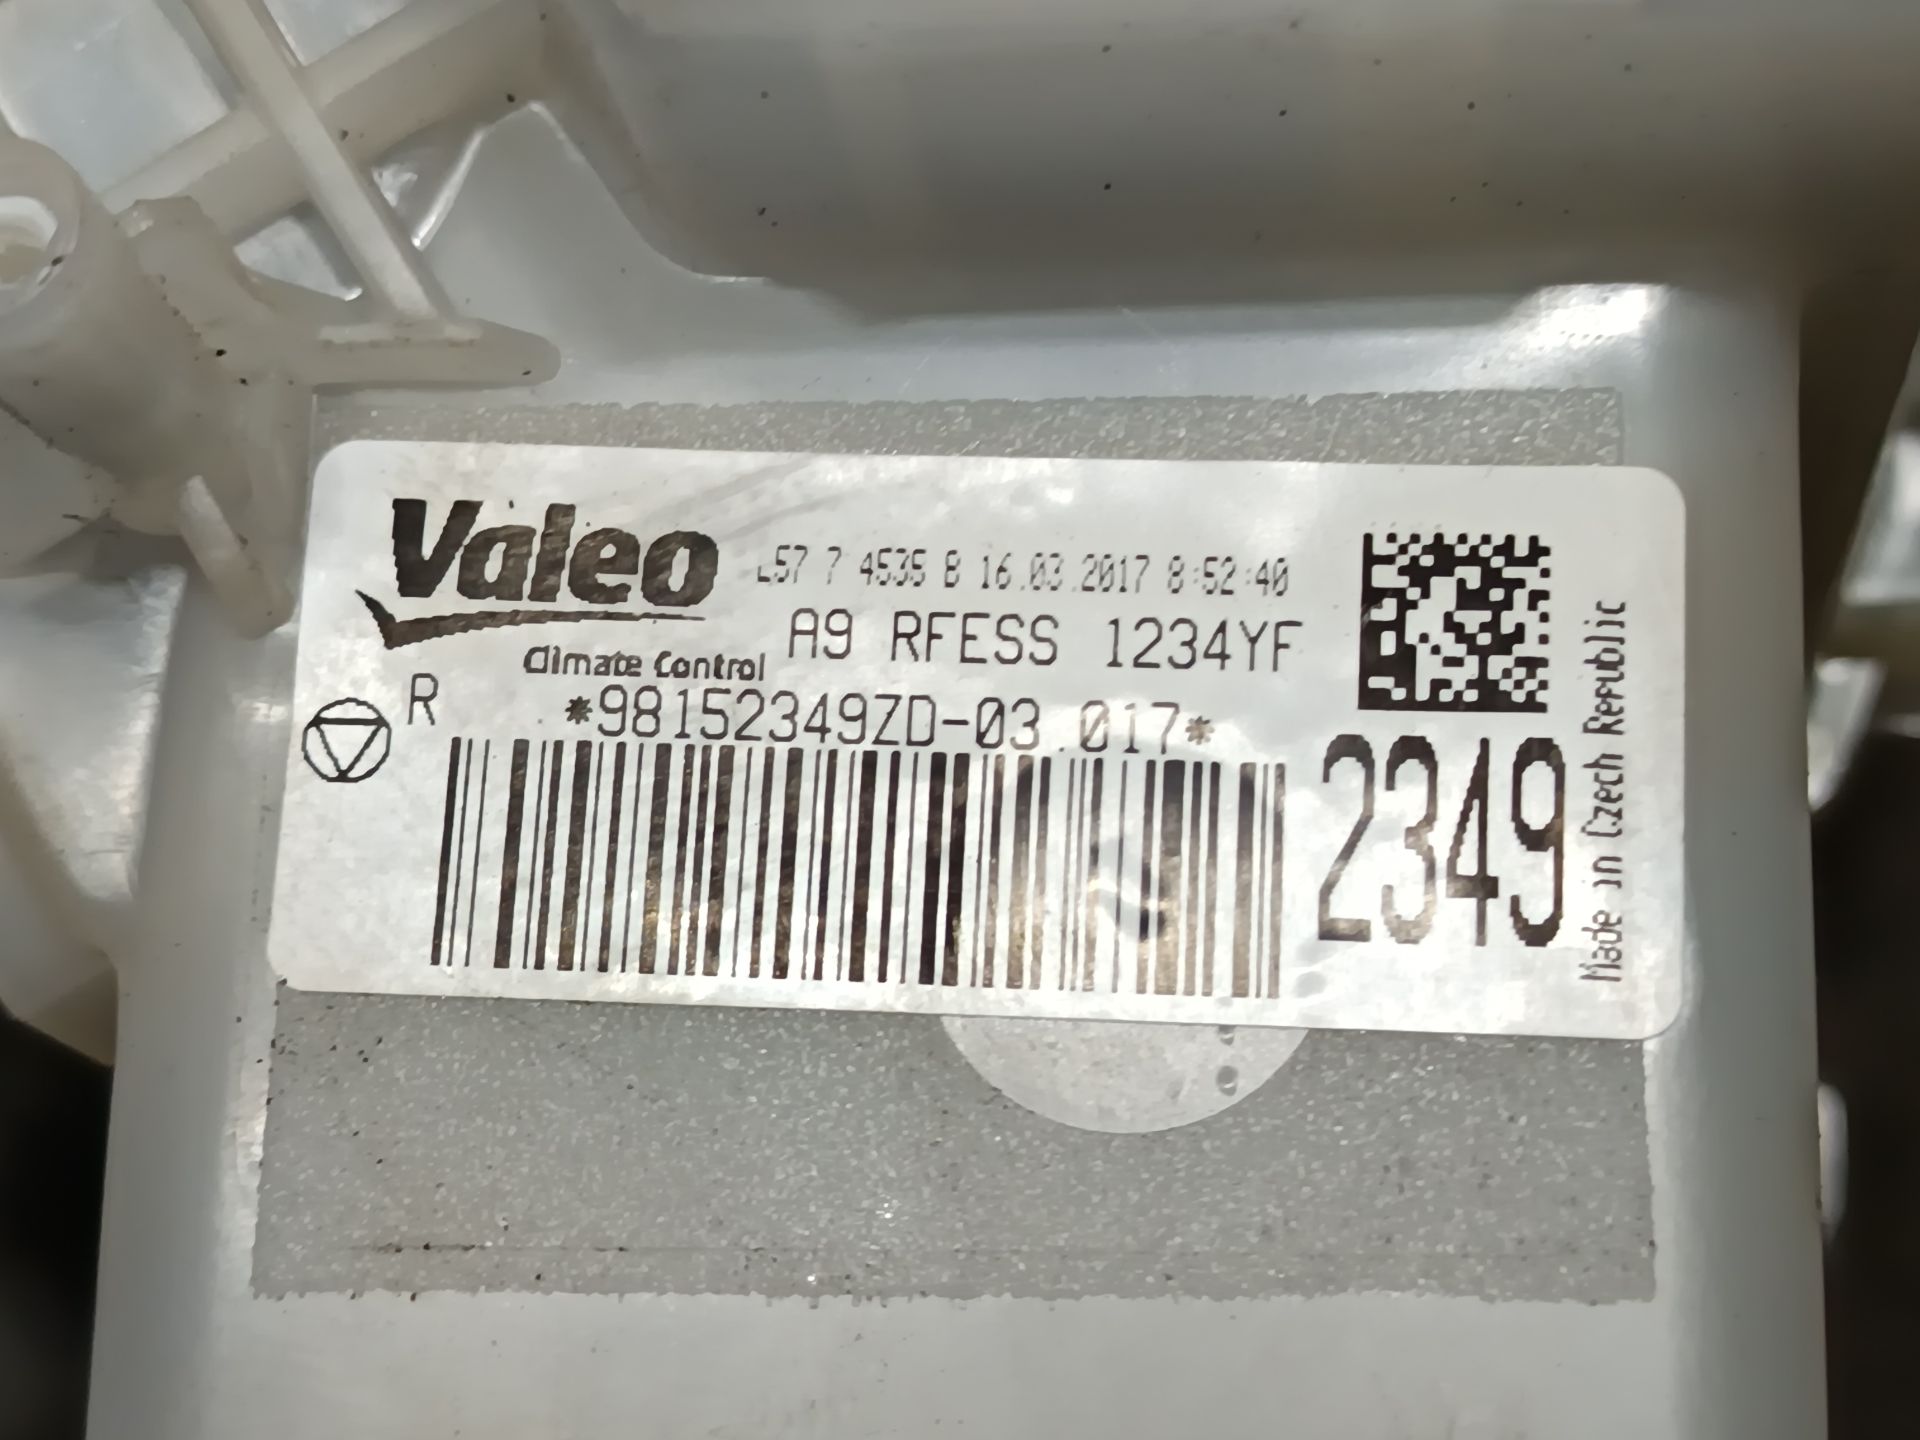 Valeo
L57 7 4535 B 16.03.2017 8:52:40
A9 RFESS 1234YF
Climate Control
R
*98152349ZD-03.017*
2349
Made in Czech Republic